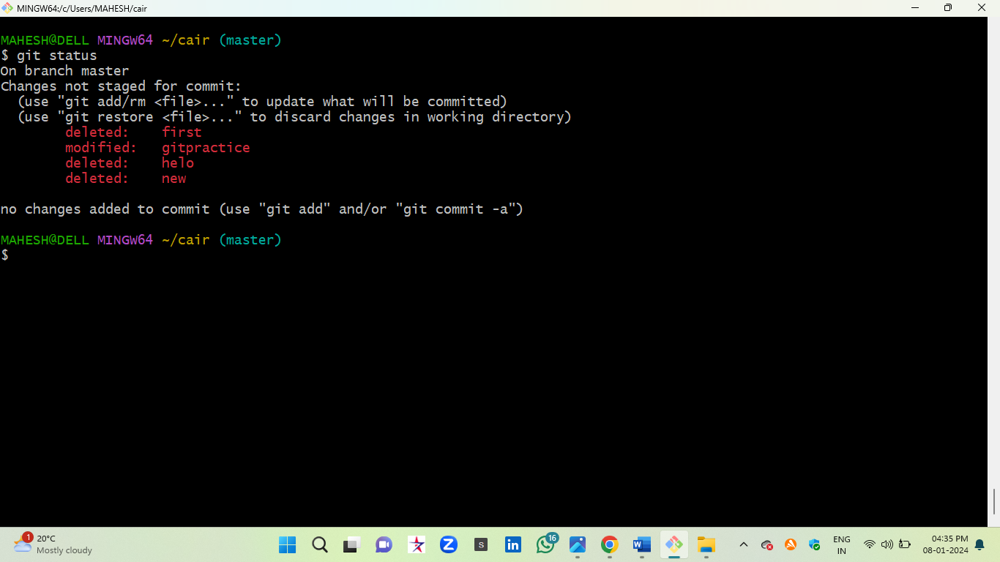 MINGW64:/c/Users/MAHESH/cair
MAHESH@DELL MINGW64 ~/cair (master)
$ git status
On branch master
Changes not staged for commit:
  (use "git add/rm <file>..." to update what will be committed)
  (use "git restore <file>..." to discard changes in working directory)
        deleted:    first
        modified:   gitpractice
        deleted:    helo
        deleted:    new
no changes added to commit (use "git add" and/or "git commit -a")
MAHESH@DELL MINGW64 ~/cair (master)
$
1
20°C
Mostly cloudy
Z
S
in
16
W
ENG
IN
04:35 PM
08-01-2024